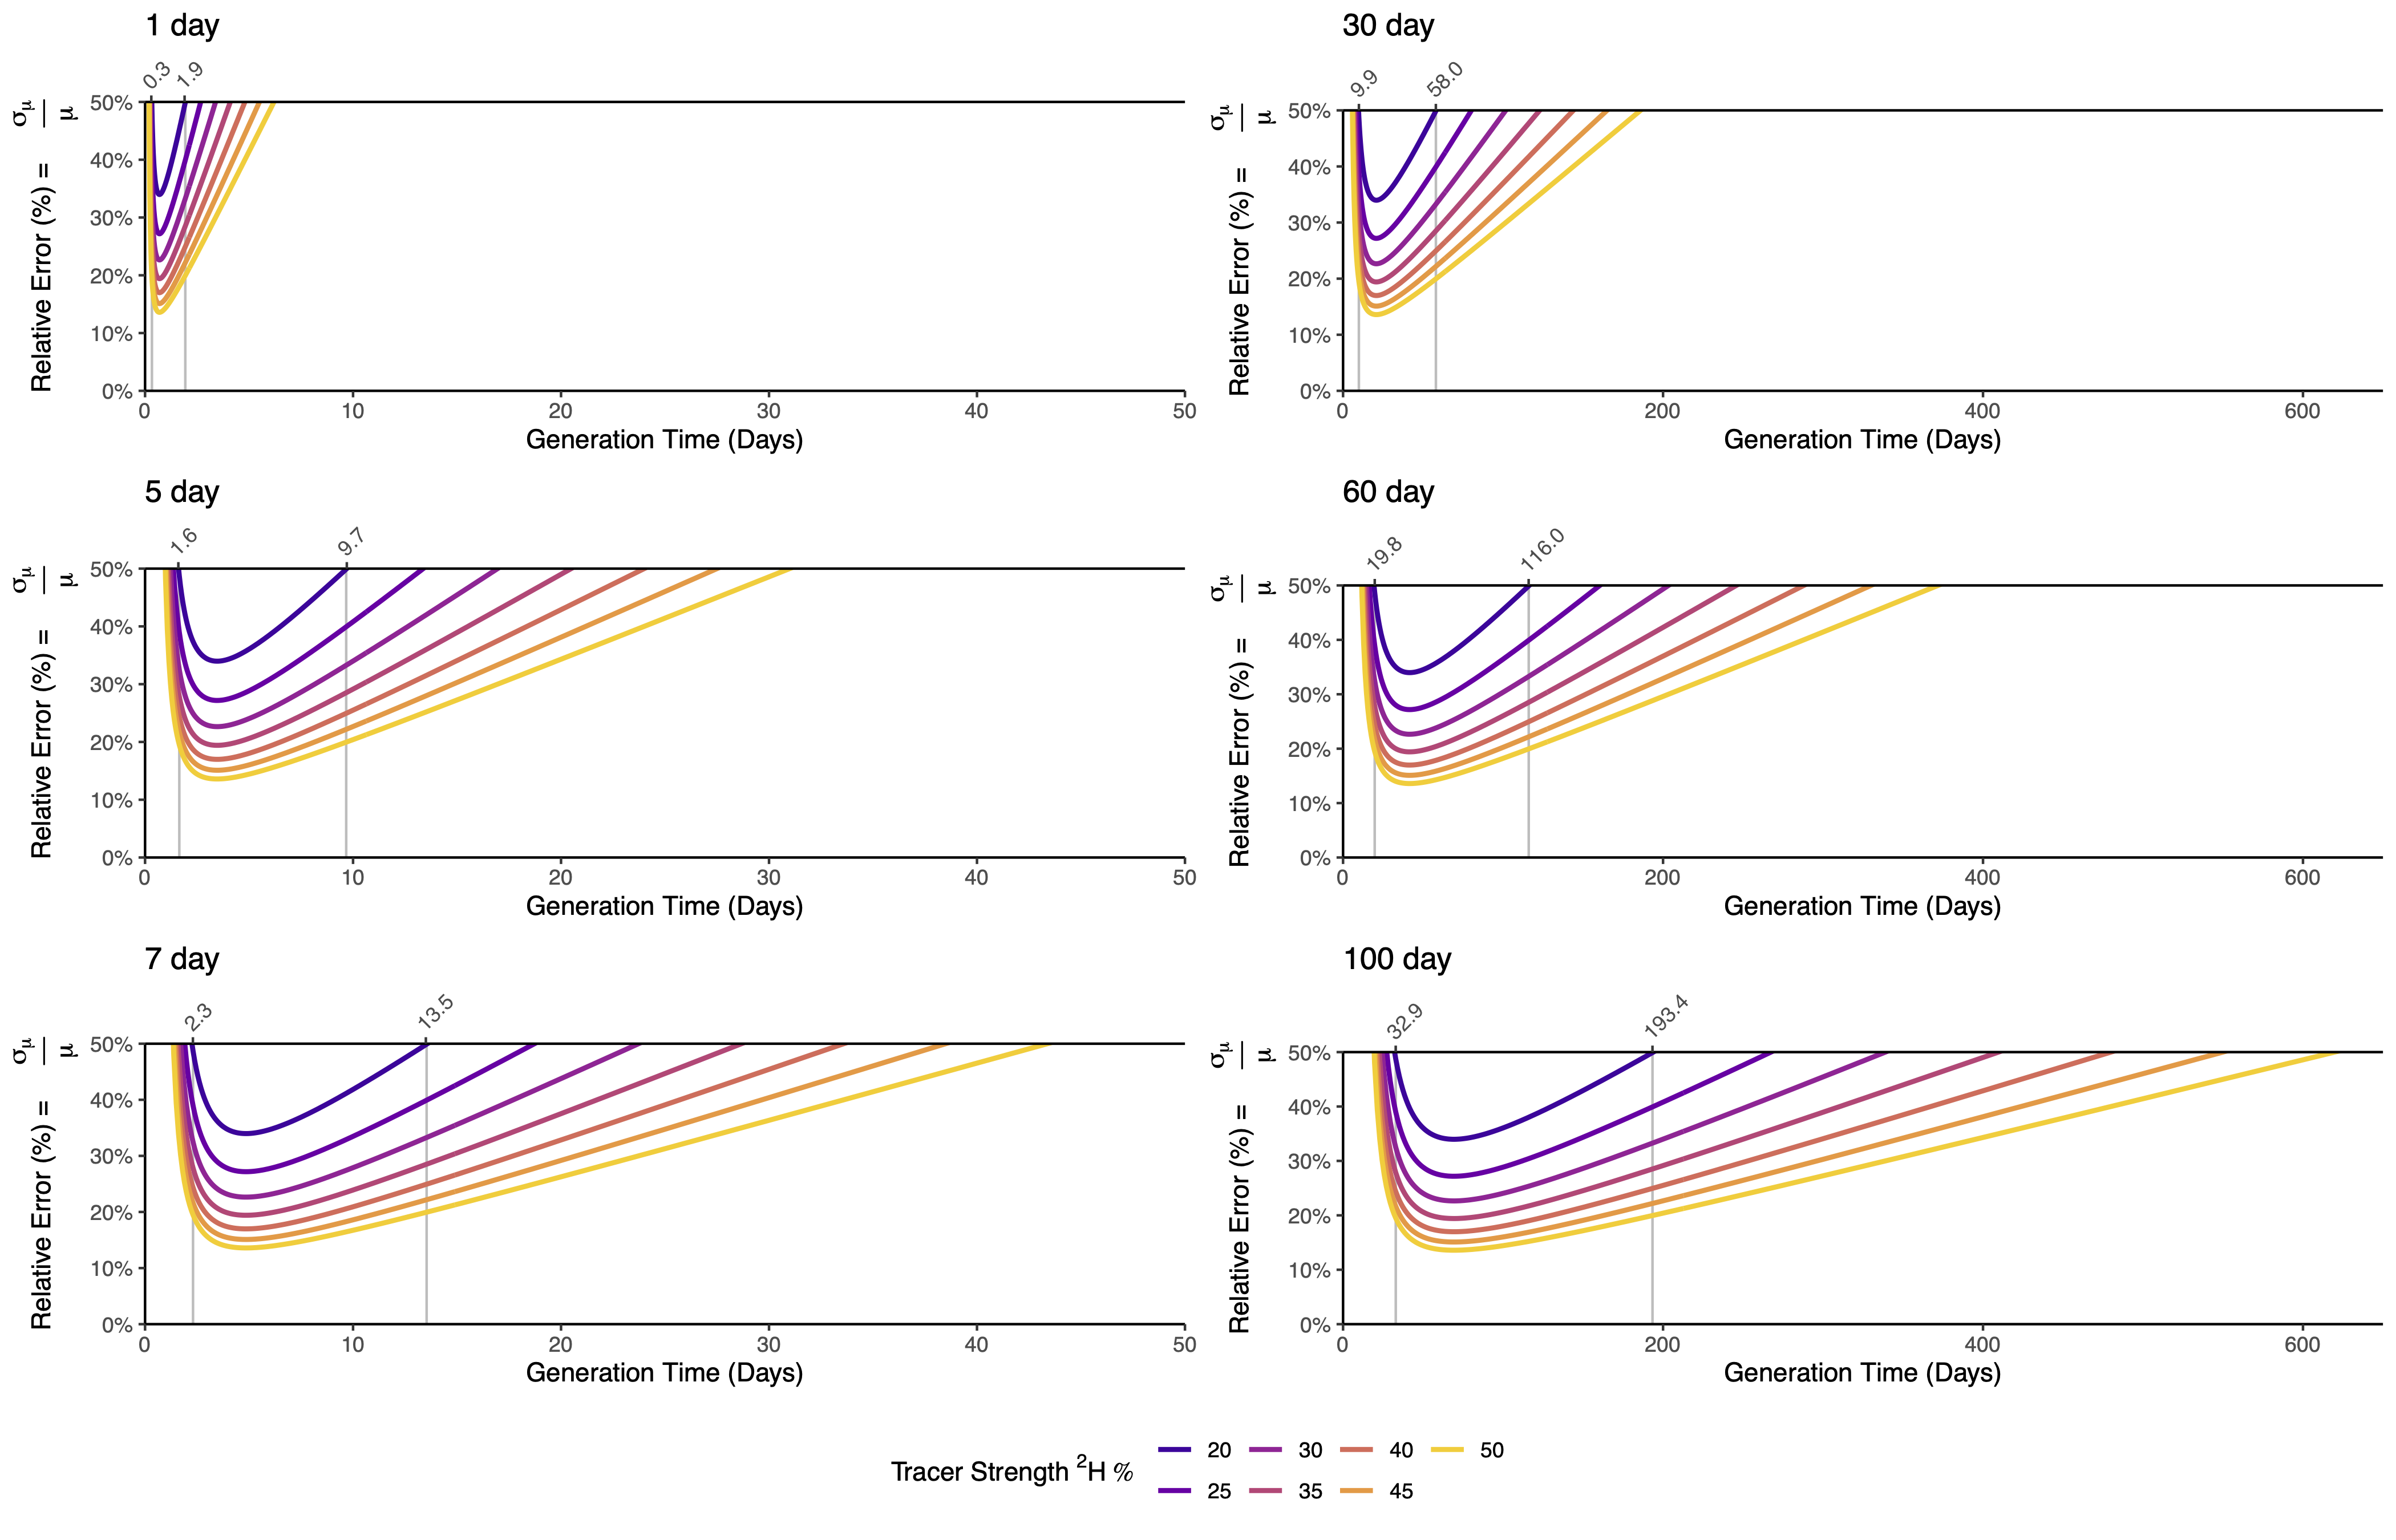 1 day
0.3 1.9
Relative Error (%) = σμ / μ
50%
40%
30%
20%
10%
0%
0 10 20 30 40 50
Generation Time (Days)
30 day
9.9 58.0
Relative Error (%) = σμ / μ
50%
40%
30%
20%
10%
0%
0 200 400 600
Generation Time (Days)
5 day
1.6 9.7
Relative Error (%) = σμ / μ
50%
40%
30%
20%
10%
0%
0 10 20 30 40 50
Generation Time (Days)
60 day
19.8 116.0
Relative Error (%) = σμ / μ
50%
40%
30%
20%
10%
0%
0 200 400 600
Generation Time (Days)
7 day
2.3 13.5
Relative Error (%) = σμ / μ
50%
40%
30%
20%
10%
0%
0 10 20 30 40 50
Generation Time (Days)
100 day
32.9 193.4
Relative Error (%) = σμ / μ
50%
40%
30%
20%
10%
0%
0 200 400 600
Generation Time (Days)
Tracer Strength ²H %
20 30 40 50
25 35 45